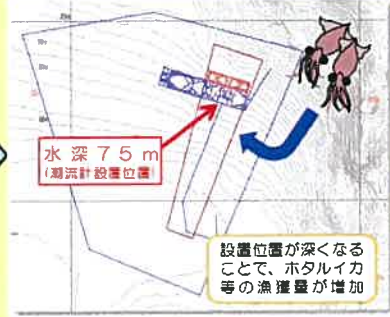 水深75m
(潮流計設置位置)
設置位置が深くなる
ことで、ホタルイカ
等の漁獲量が増加